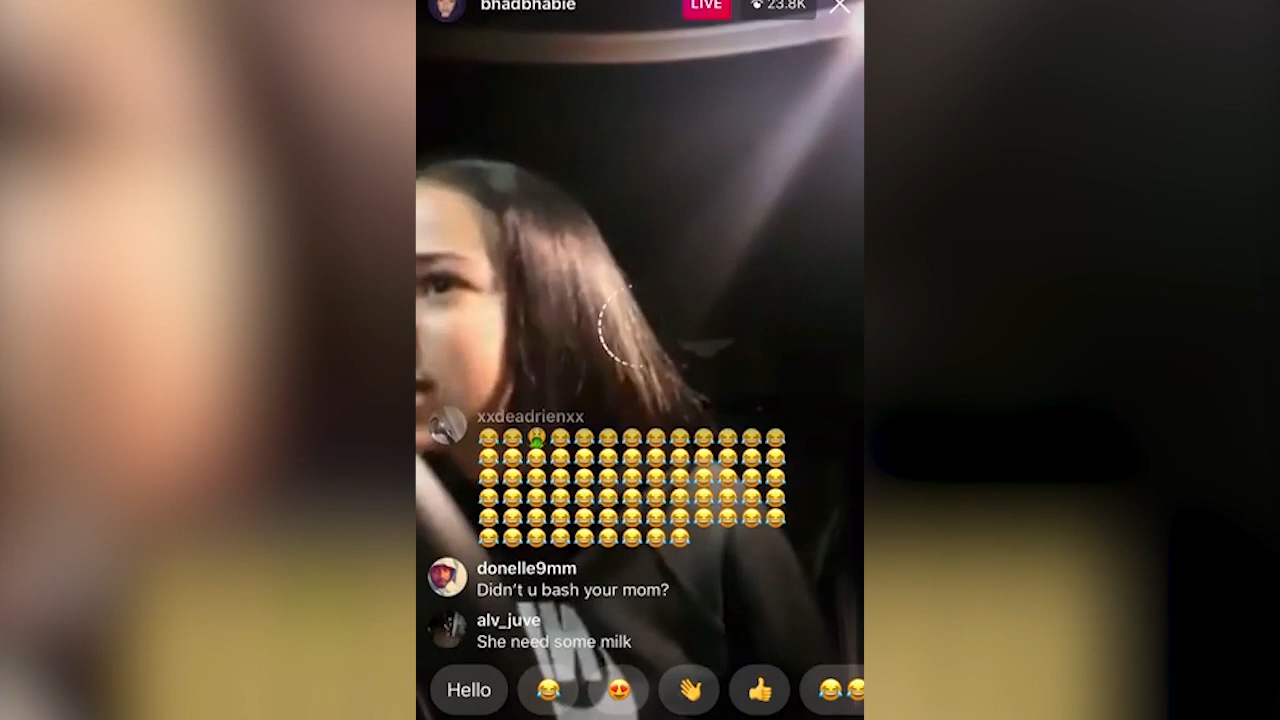 bhadbhabie
LIVE
23.8K
xxdeadrienxx
😂😂🤮😂😂😂😂😂😂😂😂😂😂
😂😂😂😂😂😂😂😂😂😂😂😂😂
😂😂😂😂😂😂😂😂😂😂😂😂😂
😂😂😂😂😂😂😂😂😂😂😂😂😂
😂😂😂😂😂😂😂😂😂😂😂😂😂
😂😂😂😂😂😂😂😂😂
donelle9mm
Didn't u bash your mom?
alv_juve
She need some milk
Hello 😂 😍 👋 👍 😂😂